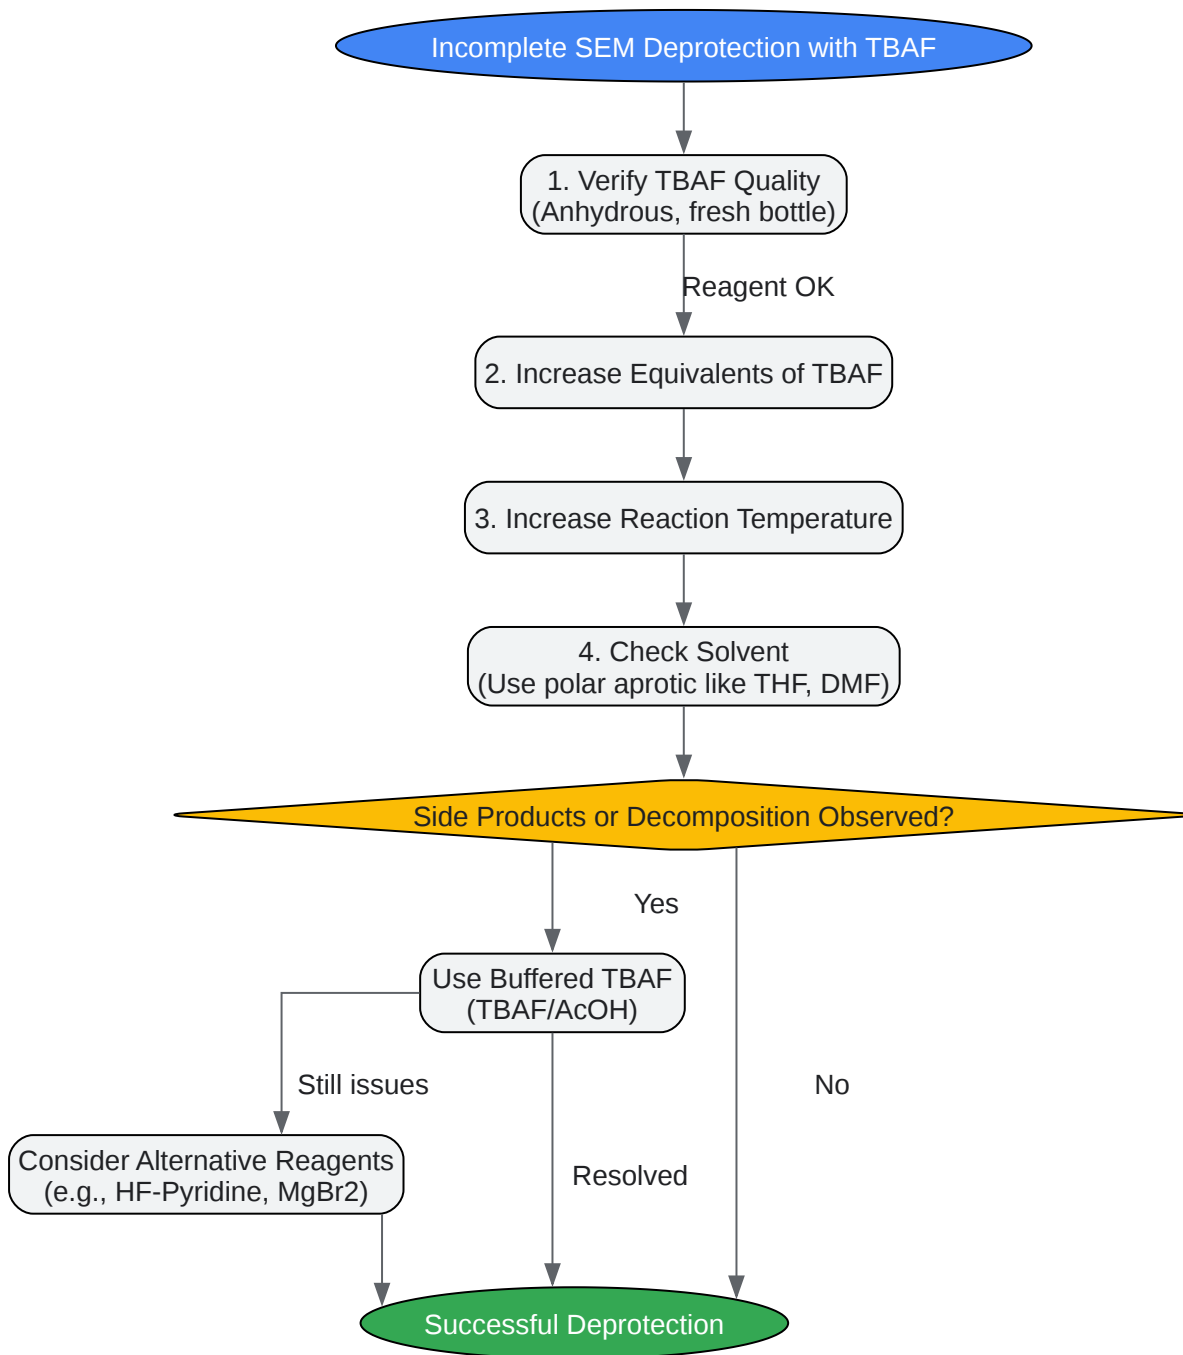 Incomplete SEM Deprotection with TBAF
1. Verify TBAF Quality
(Anhydrous, fresh bottle)
Reagent OK
2. Increase Equivalents of TBAF
3. Increase Reaction Temperature
4. Check Solvent
(Use polar aprotic like THF, DMF)
Side Products or Decomposition Observed?
Yes
Use Buffered TBAF
(TBAF/AcOH)
Still issues
No
Consider Alternative Reagents
(e.g., HF-Pyridine, MgBr2)
Resolved
Successful Deprotection